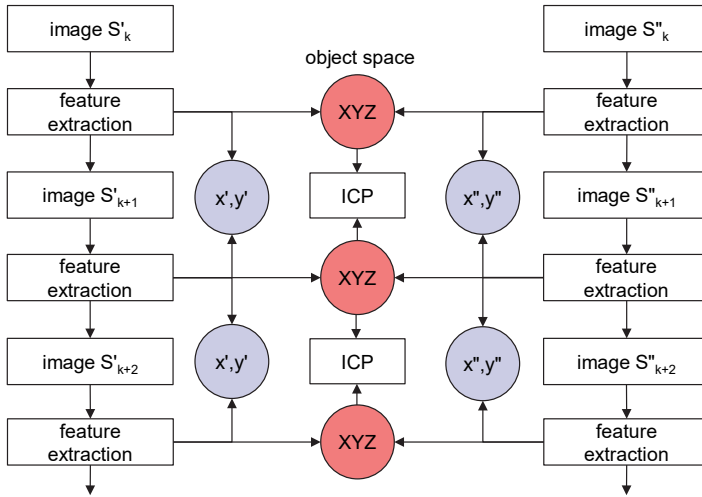 image S'k
image S"k
object space
feature
extraction
XYZ
feature
extraction
image S'k+1
x',y'
ICP
x",y"
image S"k+1
feature
extraction
XYZ
feature
extraction
image S'k+2
x',y'
ICP
x",y"
image S"k+2
feature
extraction
XYZ
feature
extraction